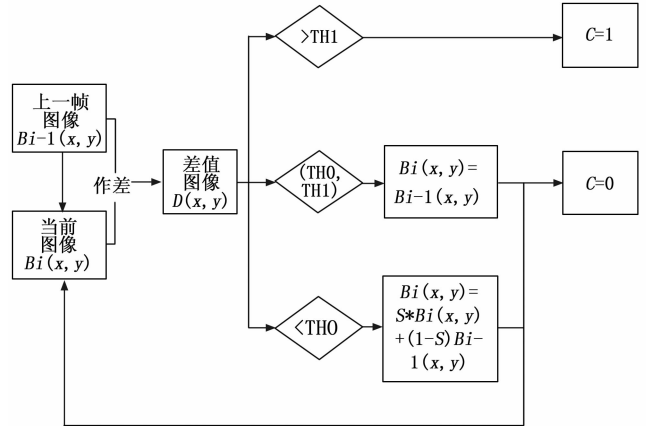 >TH1
C=1
上一帧
图像
Bi-1(x,y)
作差
差值
图像
D(x,y)
(TH0,
TH1)
Bi(x,y)=
Bi-1(x,y)
C=0
当前
图像
Bi(x,y)
<TH0
Bi(x,y)=
S*Bi(x,y)
+(1-S)Bi-
1(x,y)